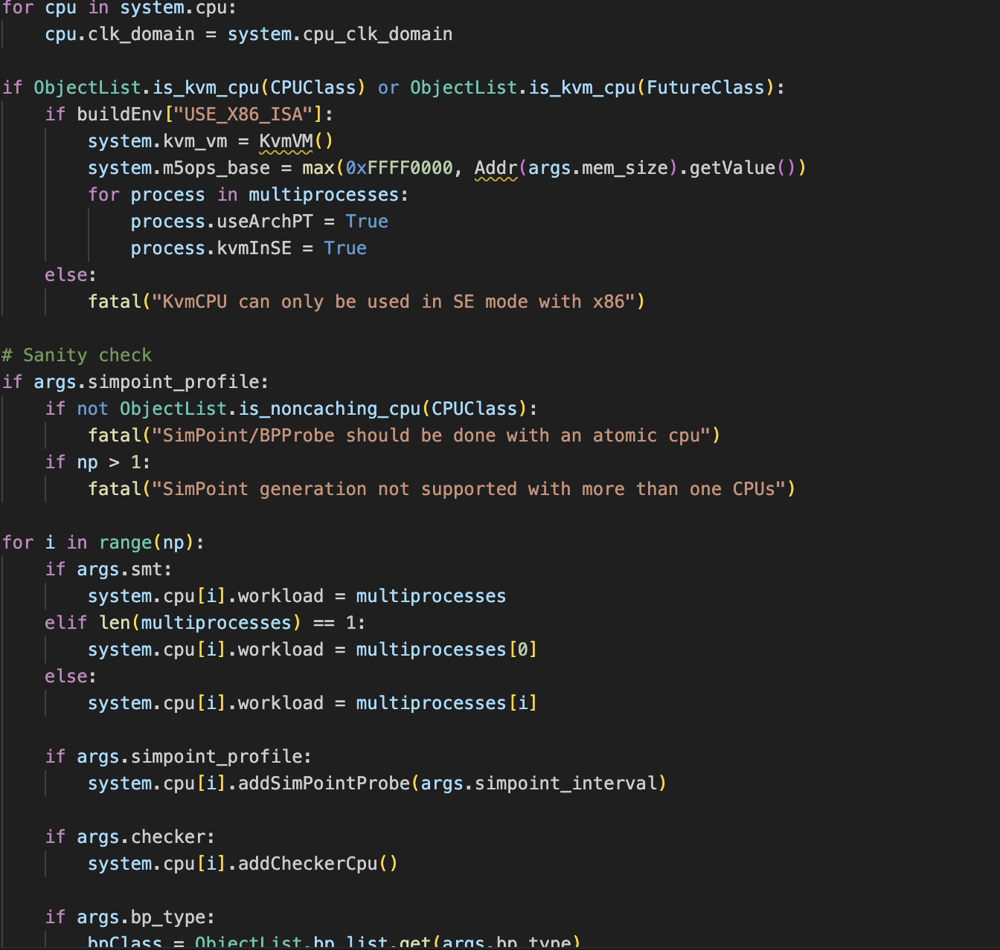 for cpu in system.cpu:
    cpu.clk_domain = system.cpu_clk_domain

if ObjectList.is_kvm_cpu(CPUClass) or ObjectList.is_kvm_cpu(FutureClass):
    if buildEnv["USE_X86_ISA"]:
        system.kvm_vm = KvmVM()
        system.m5ops_base = max(0xFFFF0000, Addr(args.mem_size).getValue())
        for process in multiprocesses:
            process.useArchPT = True
            process.kvmInSE = True
    else:
        fatal("KvmCPU can only be used in SE mode with x86")

# Sanity check
if args.simpoint_profile:
    if not ObjectList.is_noncaching_cpu(CPUClass):
        fatal("SimPoint/BPProbe should be done with an atomic cpu")
    if np > 1:
        fatal("SimPoint generation not supported with more than one CPUs")

for i in range(np):
    if args.smt:
        system.cpu[i].workload = multiprocesses
    elif len(multiprocesses) == 1:
        system.cpu[i].workload = multiprocesses[0]
    else:
        system.cpu[i].workload = multiprocesses[i]

    if args.simpoint_profile:
        system.cpu[i].addSimPointProbe(args.simpoint_interval)

    if args.checker:
        system.cpu[i].addCheckerCpu()

    if args.bp_type:
        bpClass = ObjectList.bp_list.get(args.bp_type)